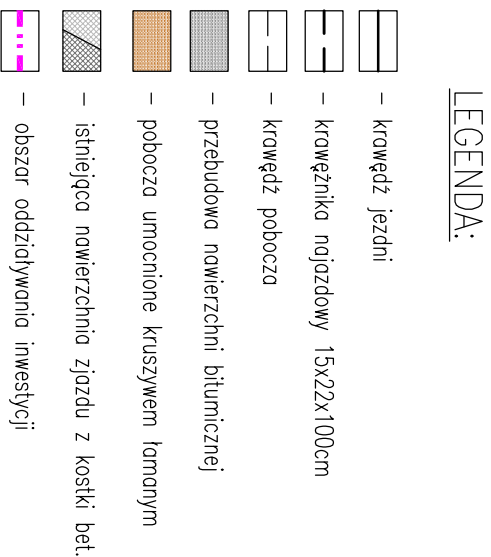 LEGENDA:
- krawędź jezdni
- krawężnika najazdowy 15x22x100cm
- krawędź pobocza
- przebudowa nawierzchni bitumicznej
- pobocza umocnione kruszywem łamanym
- istniejąca nawierzchnia zjazdu z kostki bet.
- obszar oddziaływania inwestycji